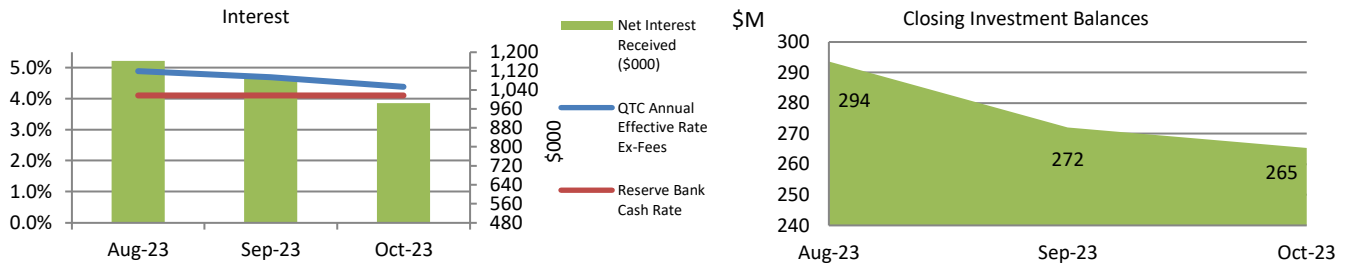 Interest
5.0%
4.0%
3.0%
2.0%
1.0%
0.0%
Aug-23 Sep-23 Oct-23
1,200
1,120
1,040
960
880
800
720
640
560
480
$000
Net Interest
Received
($000)
QTC Annual
Effective Rate
Ex-Fees
Reserve Bank
Cash Rate
$M
Closing Investment Balances
300
290
280
270
260
250
240
294
272
265
Aug-23 Sep-23 Oct-23